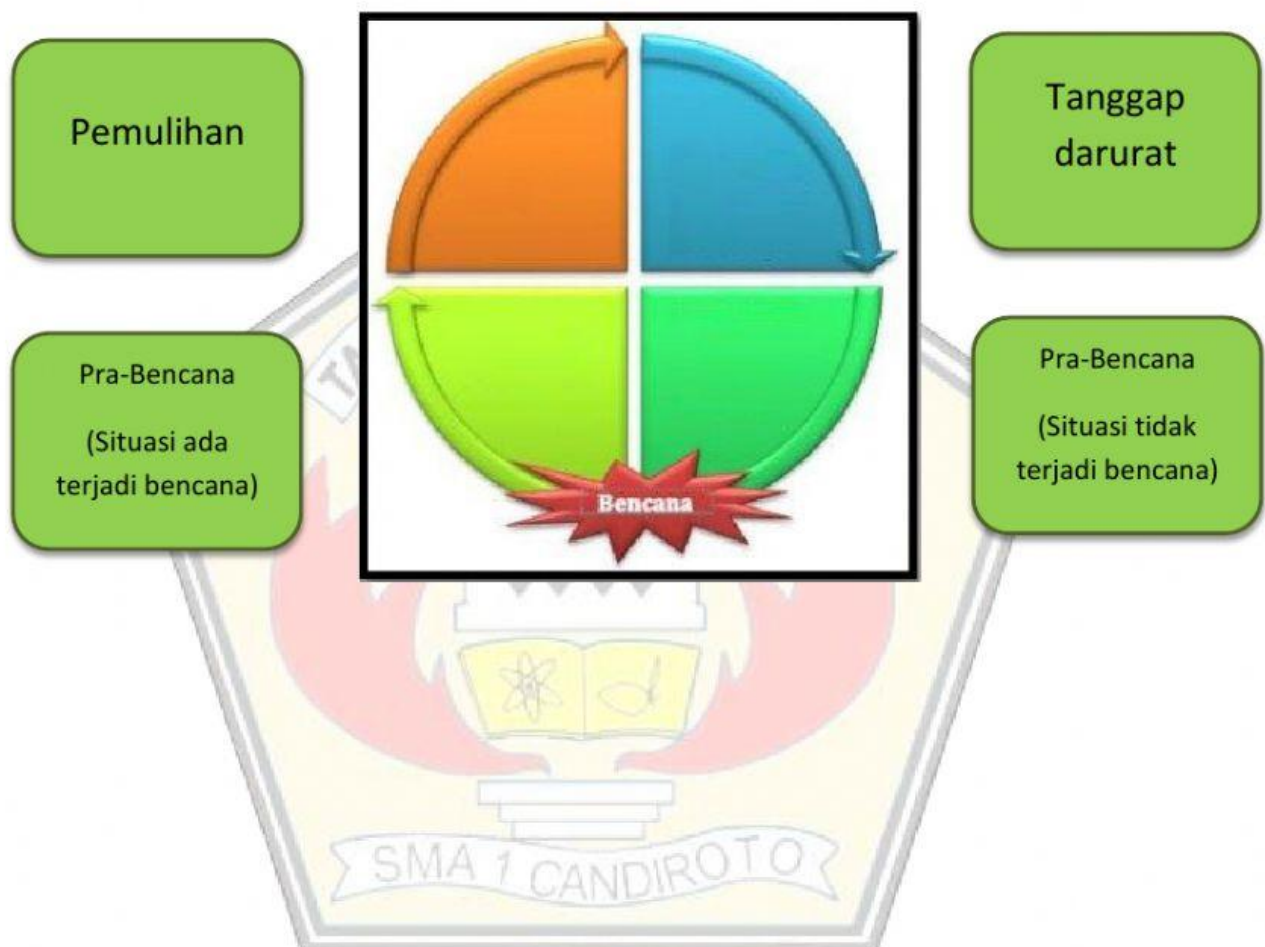 Pemulihan
Tanggap
darurat
Pra-Bencana
(Situasi ada
terjadi bencana)
Pra-Bencana
(Situasi tidak
terjadi bencana)
Bencana
SMA 1 CANDIROTO